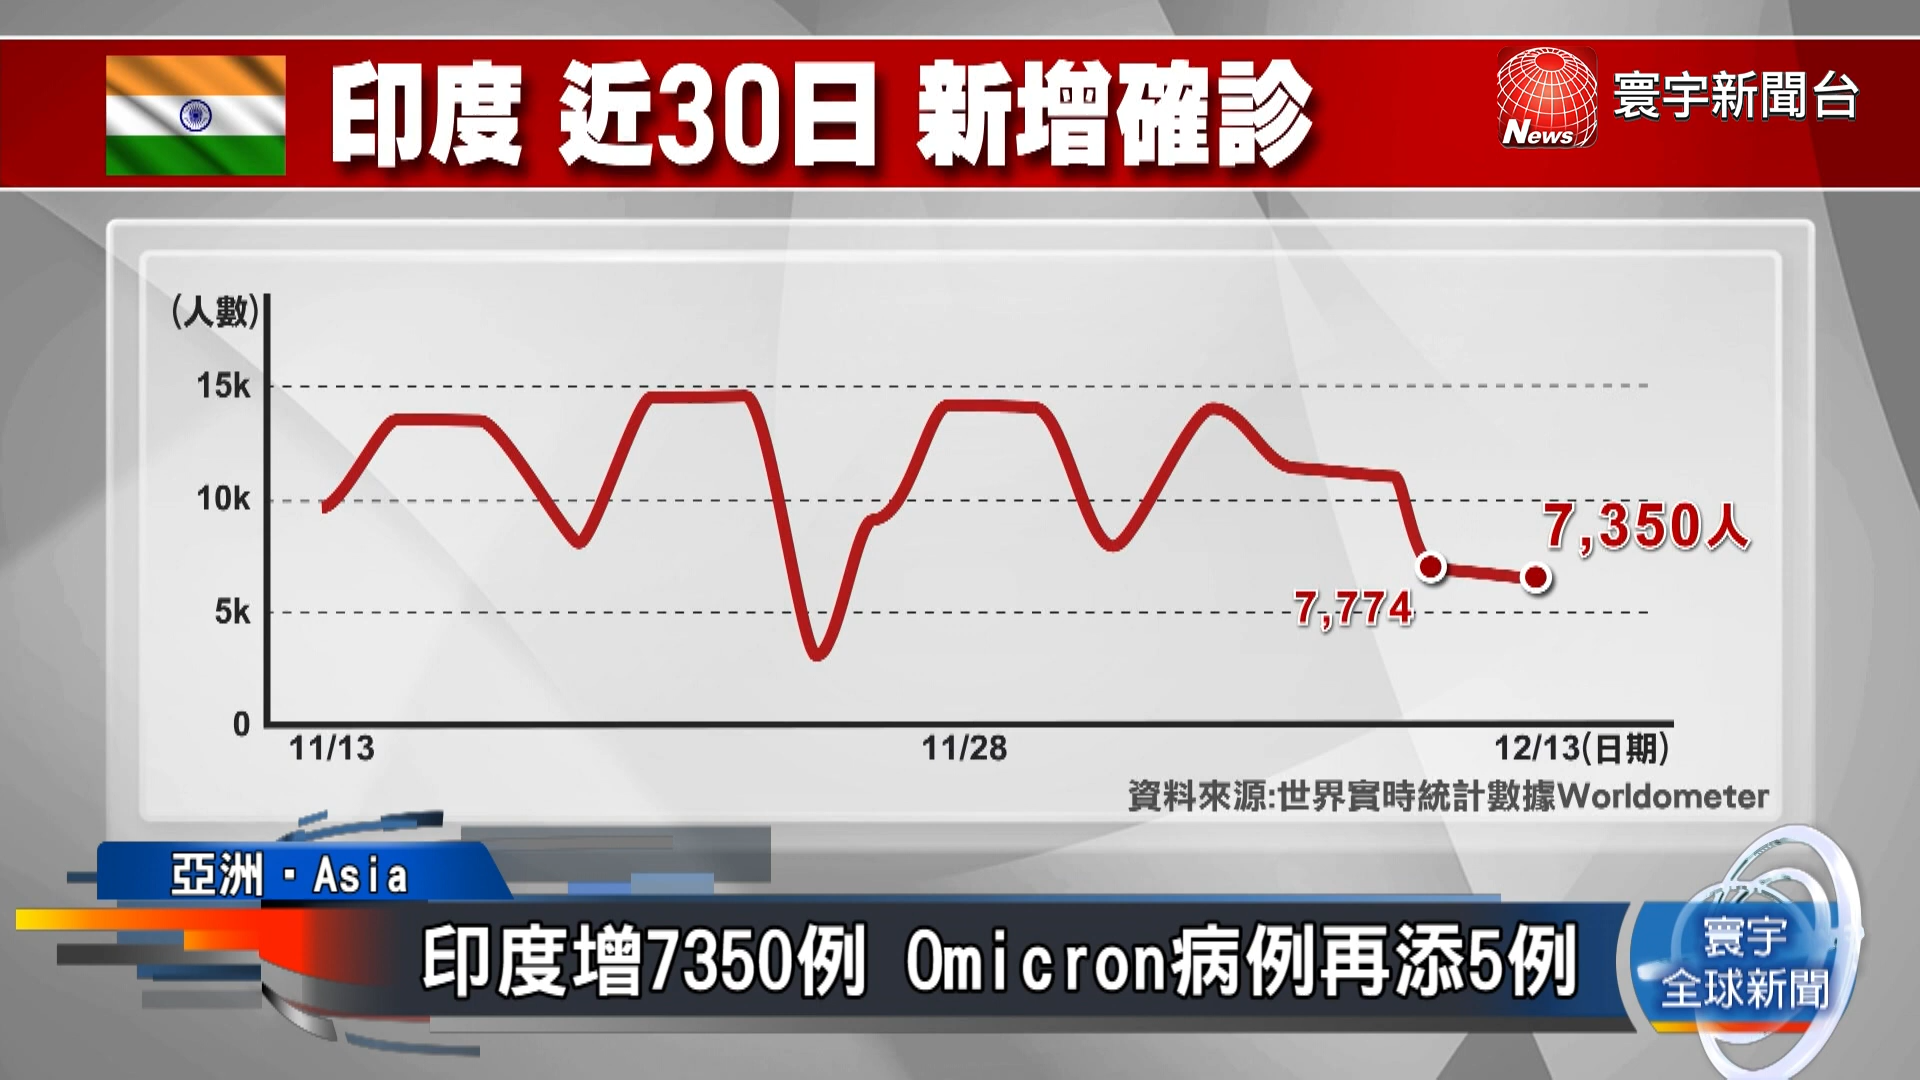 印度 近30日 新增確診
News
寰宇新聞台
(人數)
15k
10k
5k
0
7,774
7,350人
11/13
11/28
12/13(日期)
資料來源:世界實時統計數據Worldometer
亞洲·Asia
印度增7350例 Omicron病例再添5例
寰宇
全球新聞